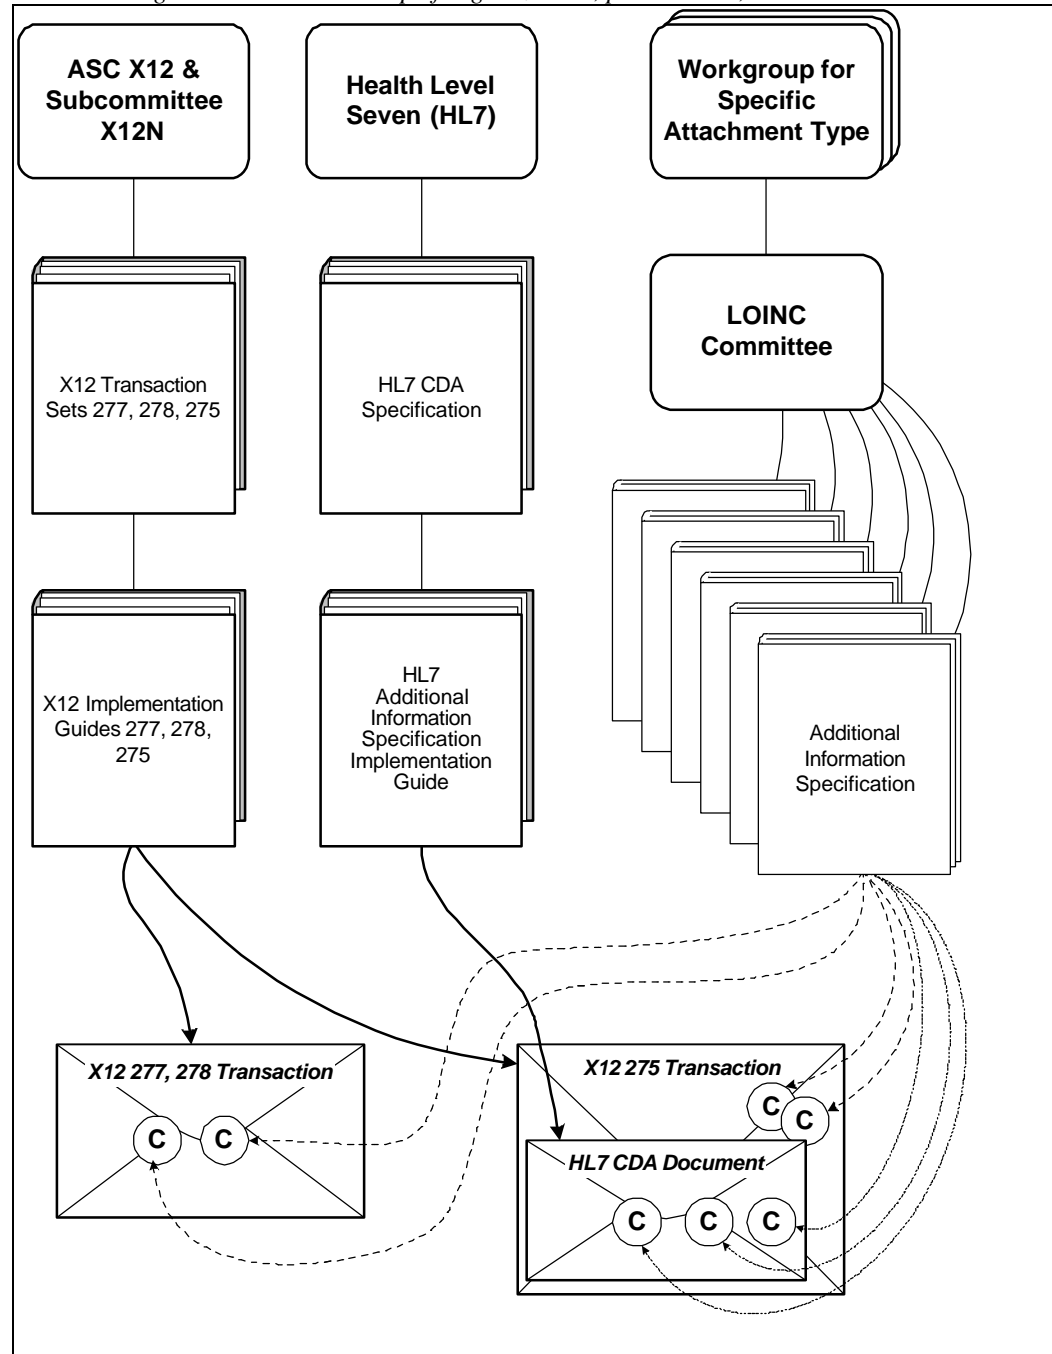 ASC X12 &
Subcommittee
X12N
Health Level
Seven (HL7)
Workgroup for
Specific
Attachment Type
X12 Transaction
Sets 277, 278, 275
HL7 CDA
Specification
LOINC
Committee
X12 Implementation
Guides 277, 278,
275
HL7
Additional
Information
Specification
Implementation
Guide
Additional
Information
Specification
X12 277, 278 Transaction
C
C
X12 275 Transaction
C
C
HL7 CDA Document
C
C
C